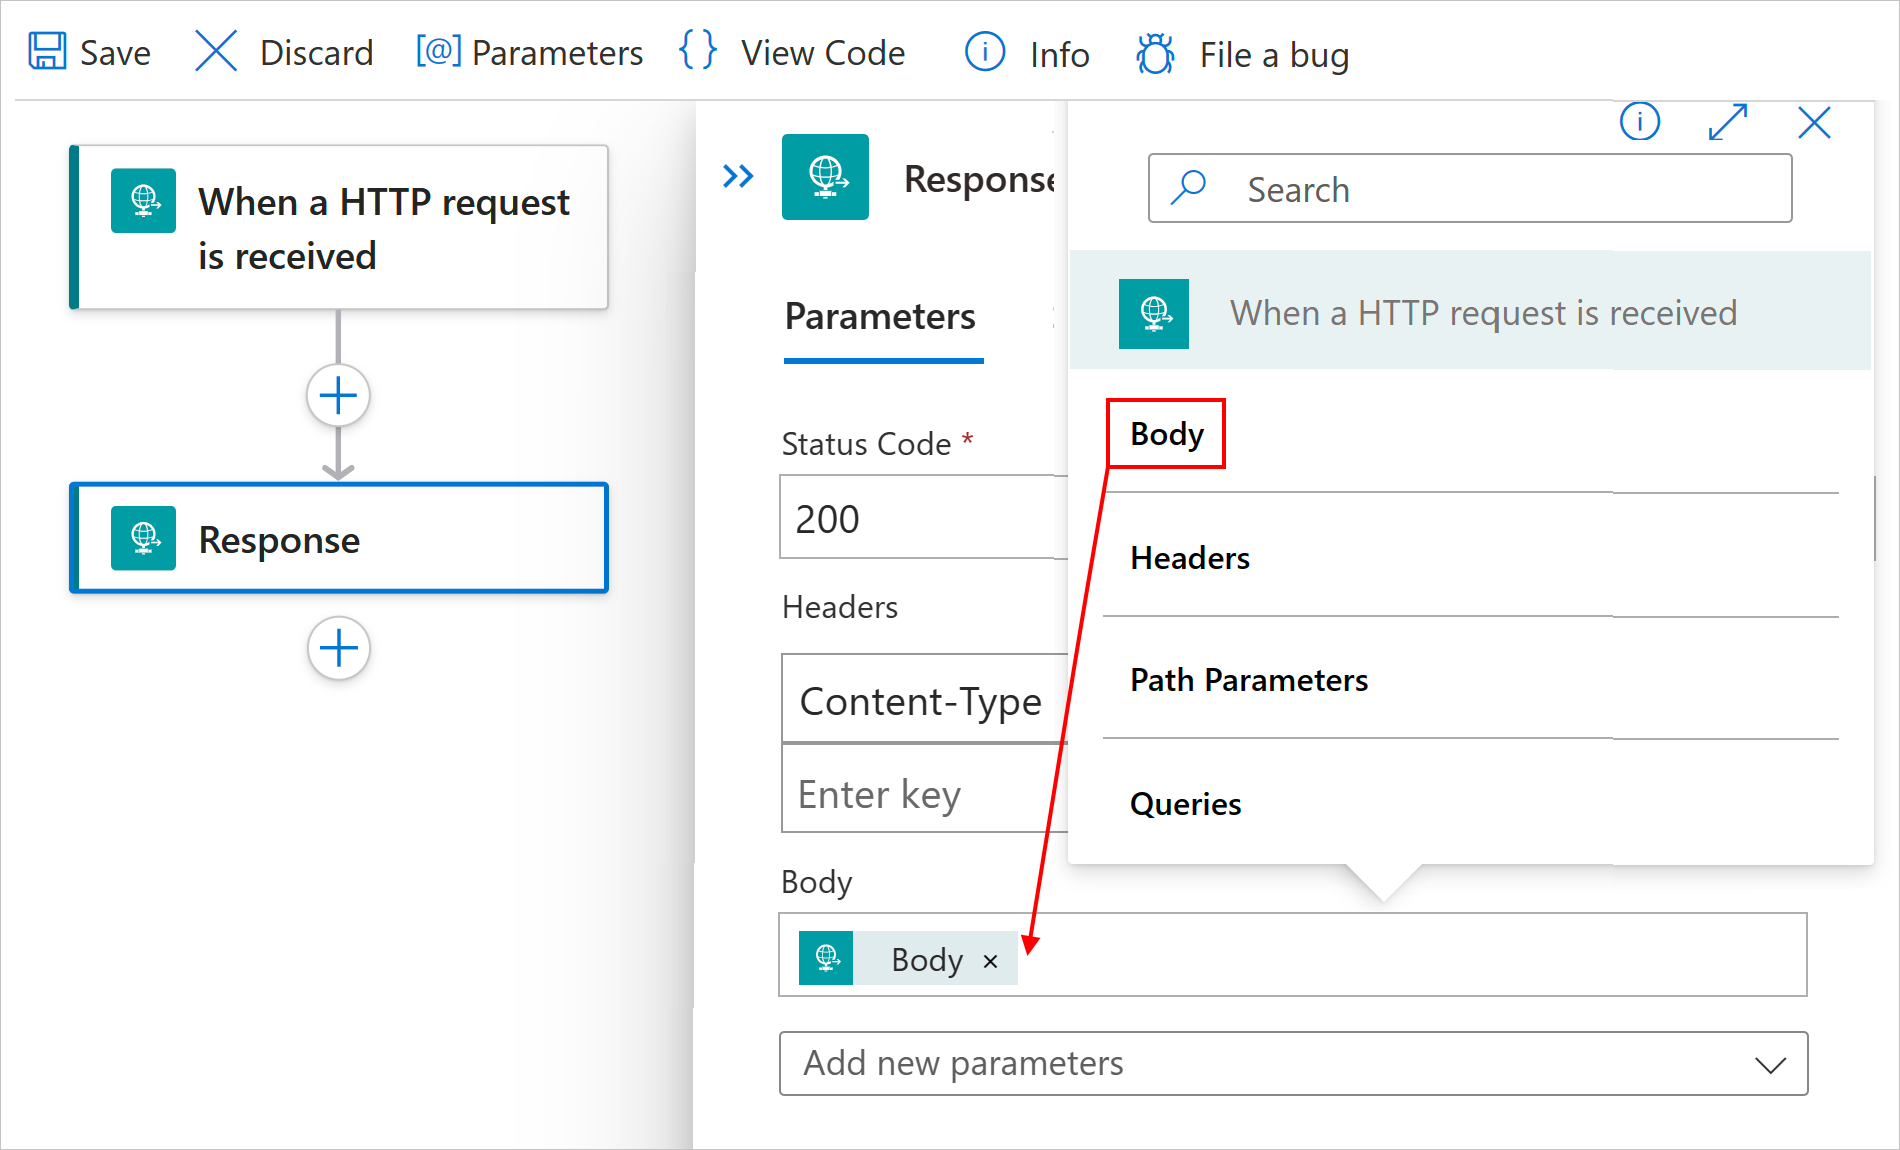 Save
Discard
[@] Parameters
{} View Code
Info
File a bug
When a HTTP request
is received
Response
Response
Parameters
Status Code *
200
Headers
Content-Type
Enter key
Body
Body ×
Add new parameters
Search
When a HTTP request is received
Body
Headers
Path Parameters
Queries